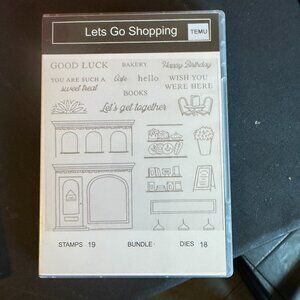 Lets Go Shopping
TEMU
GOOD LUCK BAKERY Happy Birthday
YOU ARE SUCH A Cafe hello WISH YOU
sweet treat WERE HERE
BOOKS
Let's get together
STAMPS 19 BUNDLE DIES 18